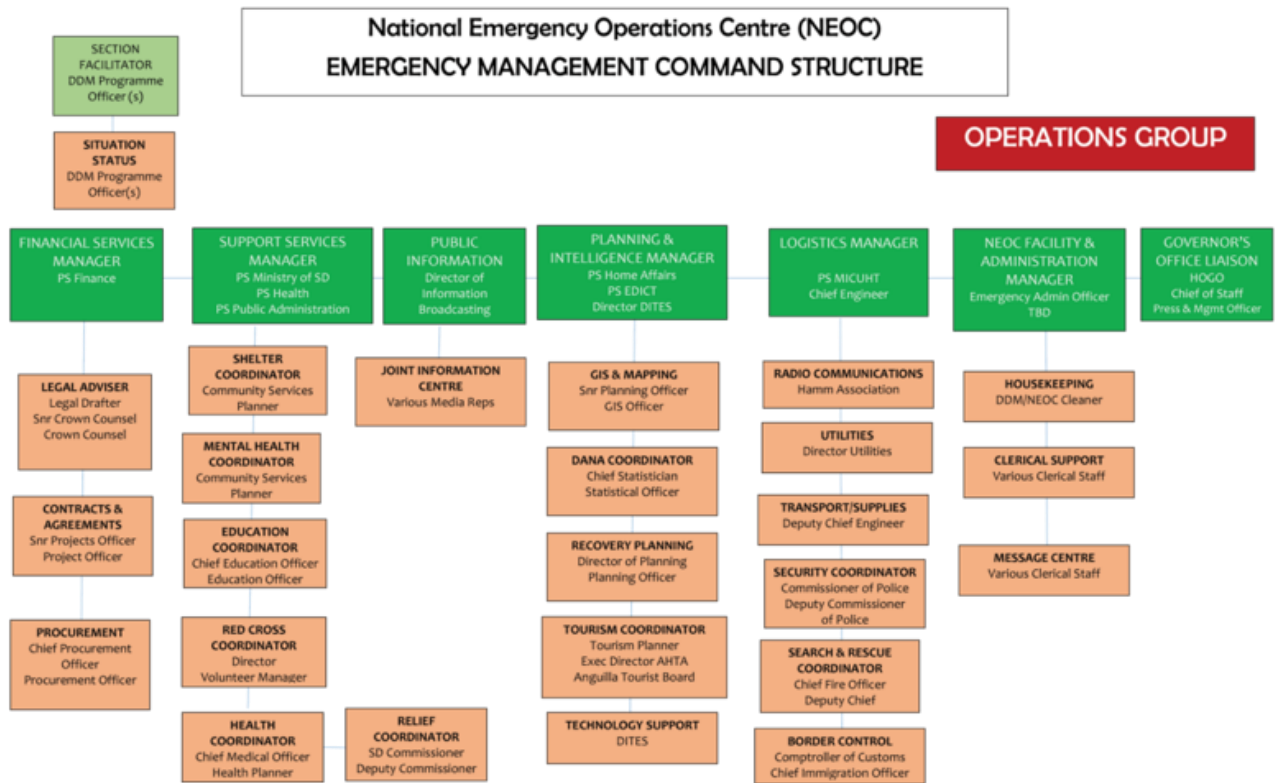 National Emergency Operations Centre (NEOC)
EMERGENCY MANAGEMENT COMMAND STRUCTURE
SECTION
FACILITATOR
DDM Programme
Officer (s)
SITUATION
STATUS
DDM Programme
Officer(s)
OPERATIONS GROUP
FINANCIAL SERVICES
MANAGER
PS Finance
SUPPORT SERVICES
MANAGER
PS Ministry of SD
PS Health
PS Public Administration
PUBLIC
INFORMATION
Director of
Information
Broadcasting
PLANNING &
INTELLIGENCE MANAGER
PS Home Affairs
PS EDICT
Director DITES
LOGISTICS MANAGER
PS MICUHT
Chief Engineer
NEOC FACILITY &
ADMINISTRATION
MANAGER
Emergency Admin Officer
TBD
GOVERNOR'S
OFFICE LIAISON
HOGO
Chief of Staff
Press & Mgmt Officer
LEGAL ADVISER
Legal Drafter
Snr Crown Counsel
Crown Counsel
CONTRACTS &
AGREEMENTS
Snr Projects Officer
Project Officer
PROCUREMENT
Chief Procurement
Officer
Procurement Officer
SHELTER
COORDINATOR
Community Services
Planner
MENTAL HEALTH
COORDINATOR
Community Services
Planner
EDUCATION
COORDINATOR
Chief Education Officer
Education Officer
RED CROSS
COORDINATOR
Director
Volunteer Manager
HEALTH
COORDINATOR
Chief Medical Officer
Health Planner
RELIEF
COORDINATOR
SD Commissioner
Deputy Commissioner
JOINT INFORMATION
CENTRE
Various Media Reps
GIS & MAPPING
Snr Planning Officer
GIS Officer
DANA COORDINATOR
Chief Statistician
Statistical Officer
RECOVERY PLANNING
Director of Planning
Planning Officer
TOURISM COORDINATOR
Tourism Planner
Exec Director AHTA
Anguilla Tourist Board
TECHNOLOGY SUPPORT
DITES
RADIO COMMUNICATIONS
Hamm Association
UTILITIES
Director Utilities
TRANSPORT/SUPPLIES
Deputy Chief Engineer
SECURITY COORDINATOR
Commissioner of Police
Deputy Commissioner
of Police
SEARCH & RESCUE
COORDINATOR
Chief Fire Officer
Deputy Chief
BORDER CONTROL
Comptroller of Customs
Chief Immigration Officer
HOUSEKEEPING
DDM/NEOC Cleaner
CLERICAL SUPPORT
Various Clerical Staff
MESSAGE CENTRE
Various Clerical Staff